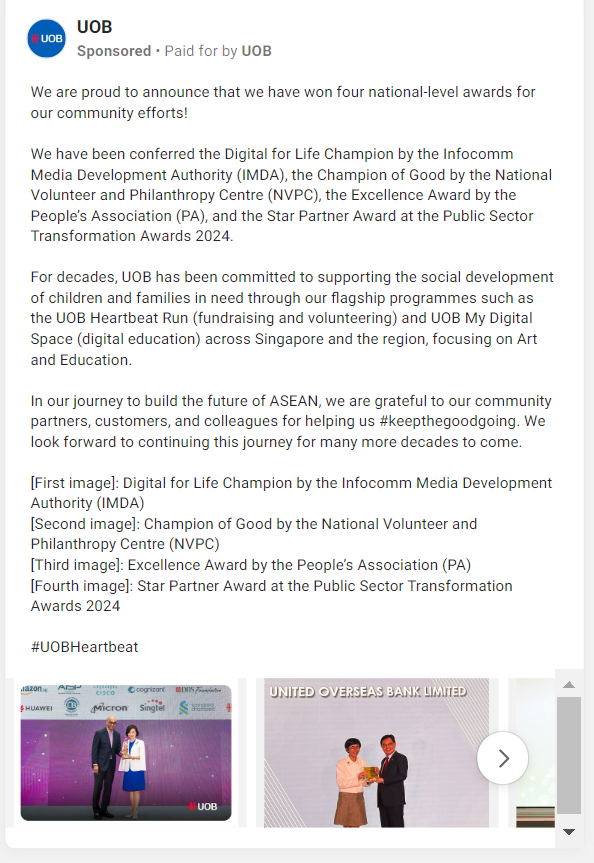 UOB
UOB
Sponsored • Paid for by UOB
We are proud to announce that we have won four national-level awards for
our community efforts!
We have been conferred the Digital for Life Champion by the Infocomm
Media Development Authority (IMDA), the Champion of Good by the National
Volunteer and Philanthropy Centre (NVPC), the Excellence Award by the
People's Association (PA), and the Star Partner Award at the Public Sector
Transformation Awards 2024.
For decades, UOB has been committed to supporting the social development
of children and families in need through our flagship programmes such as
the UOB Heartbeat Run (fundraising and volunteering) and UOB My Digital
Space (digital education) across Singapore and the region, focusing on Art
and Education.
In our journey to build the future of ASEAN, we are grateful to our community
partners, customers, and colleagues for helping us #keepthegoodgoing. We
look forward to continuing this journey for many more decades to come.
[First image]: Digital for Life Champion by the Infocomm Media Development
Authority (IMDA)
[Second image]: Champion of Good by the National Volunteer and
Philanthropy Centre (NVPC)
[Third image]: Excellence Award by the People's Association (PA)
[Fourth image]: Star Partner Award at the Public Sector Transformation
Awards 2024
#UOBHeartbeat
cognizant DBS Foundation
CISCO
HUAWEI Micron Singtel
UOB
UNITED OVERSEAS BANK LIMITED